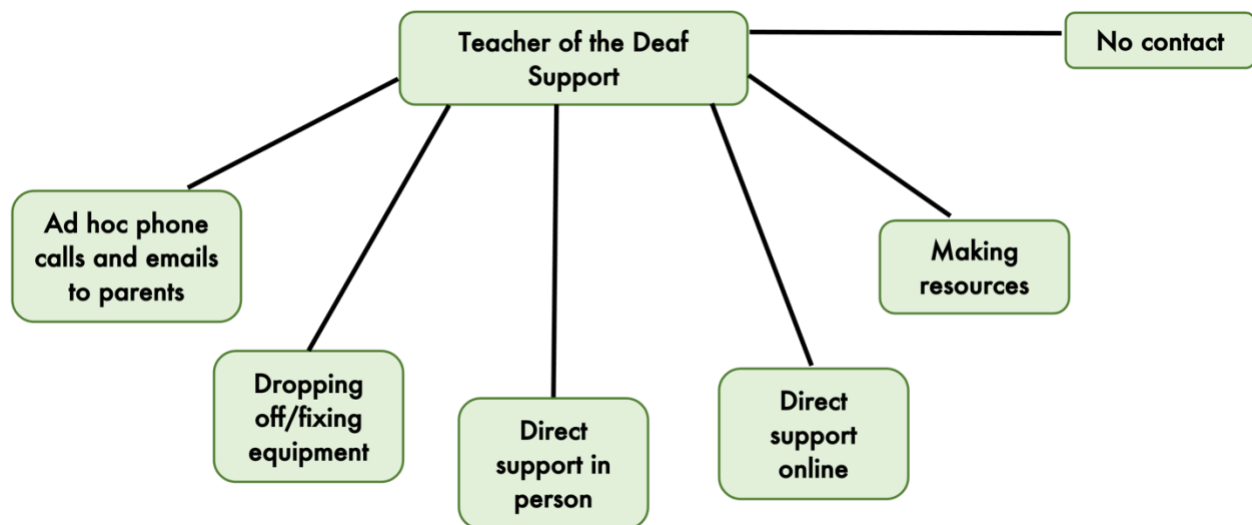 Teacher of the Deaf
Support
No contact
Ad hoc phone
calls and emails
to parents
Dropping
off/fixing
equipment
Direct
support in
person
Direct
support
online
Making
resources